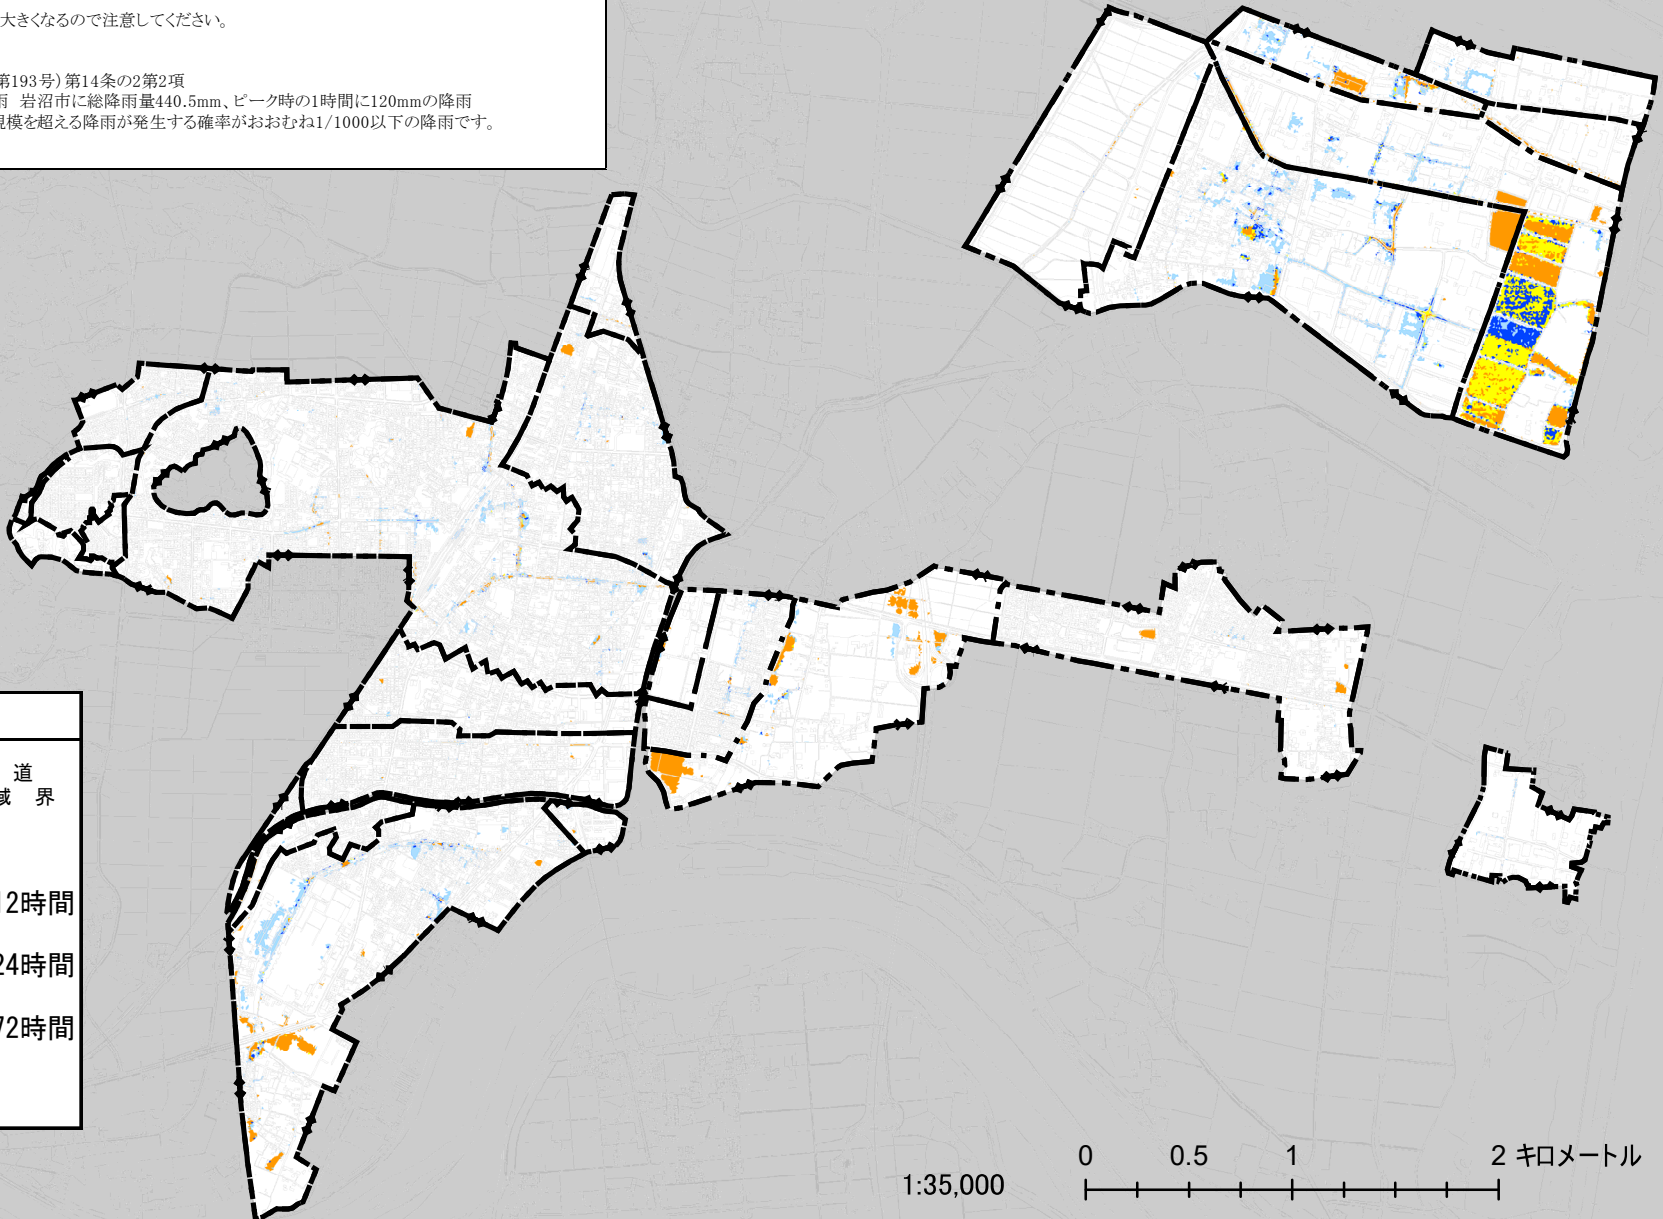 大きくなるので注意してください。
第193号）第14条の2第2項
雨 岩沼市に総降雨量440.5mm、ピーク時の1時間に120mmの降雨
規模を超える降雨が発生する確率がおおむね1/1000以下の降雨です。
道
域 界
12時間
24時間
72時間
0 0.5 1 2 キロメートル
1:35,000